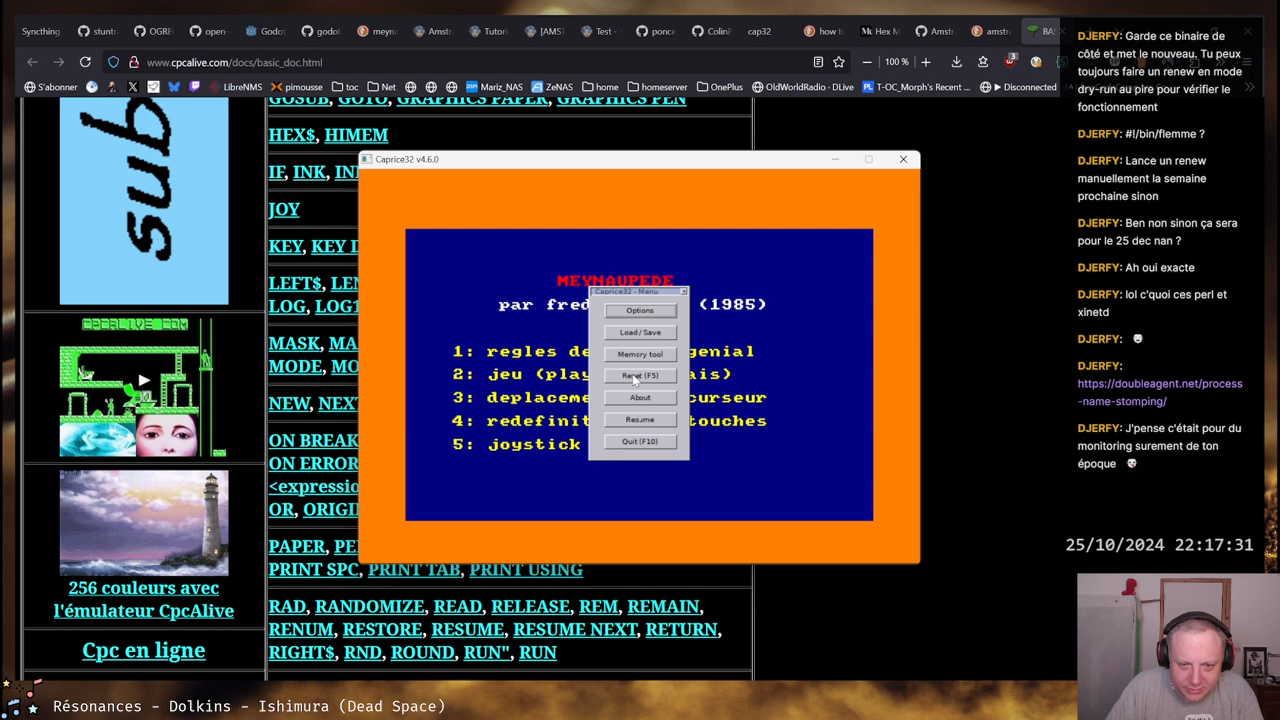 Syncthing
stuntr
OGRE
open-
Godot
godot
meyna
Amstr
Tutori
[AMST
Test -
ponce
ColinP
cap32
how to
Hex M
Amstr
amstra
BAS
www.cpcalive.com/docs/basic_doc.html
100 %
S'abonner
LibreNMS
pimousse
toc
Net
Mariz_NAS
ZeNAS
home
homeserver
OnePlus
OldWorldRadio - DLive
T-OC_Morph's Recent ...
Disconnected
sub
GOSUB, GOTO, GRAPHICS PAPER, GRAPHICS PEN
HEX$, HIMEM
IF, INK, IN
JOY
KEY, KEY D
LEFT$, LEN
LOG, LOG1
MASK, MA
MODE, MO
NEW, NEXT
ON BREAK
ON ERROR
<expressio
OR, ORIGI
PAPER, PE
PRINT SPC, PRINT TAB, PRINT USING
RAD, RANDOMIZE, READ, RELEASE, REM, REMAIN,
RENUM, RESTORE, RESUME, RESUME NEXT, RETURN,
RIGHT$, RND, ROUND, RUN", RUN
CPCALIVE COM
256 couleurs avec
l'émulateur CpcAlive
Cpc en ligne
Caprice32 v4.6.0
MEYNAUPEDE
par fred (1985)
1: regles de genial
2: jeu (play ais)
3: deplaceme curseur
4: redefinit touches
5: joystick
Caprice32 - Menu
Options
Load / Save
Memory tool
Reset (F5)
About
Resume
Quit (F10)
DJERFY: Garde ce binaire de
côté et met le nouveau. Tu peux
toujours faire un renew en mode
dry-run au pire pour vérifier le
fonctionnement
DJERFY: #!/bin/flemme ?
DJERFY: Lance un renew
manuellement la semaine
prochaine sinon
DJERFY: Ben non sinon ça sera
pour le 25 dec nan ?
DJERFY: Ah oui exacte
DJERFY: lol c'quoi ces perl et
xinetd
DJERFY:
DJERFY:
https://doubleagent.net/process
-name-stomping/
DJERFY: J'pense c'était pour du
monitoring surement de ton
époque
25/10/2024 22:17:31
Résonances - Dolkins - Ishimura (Dead Space)